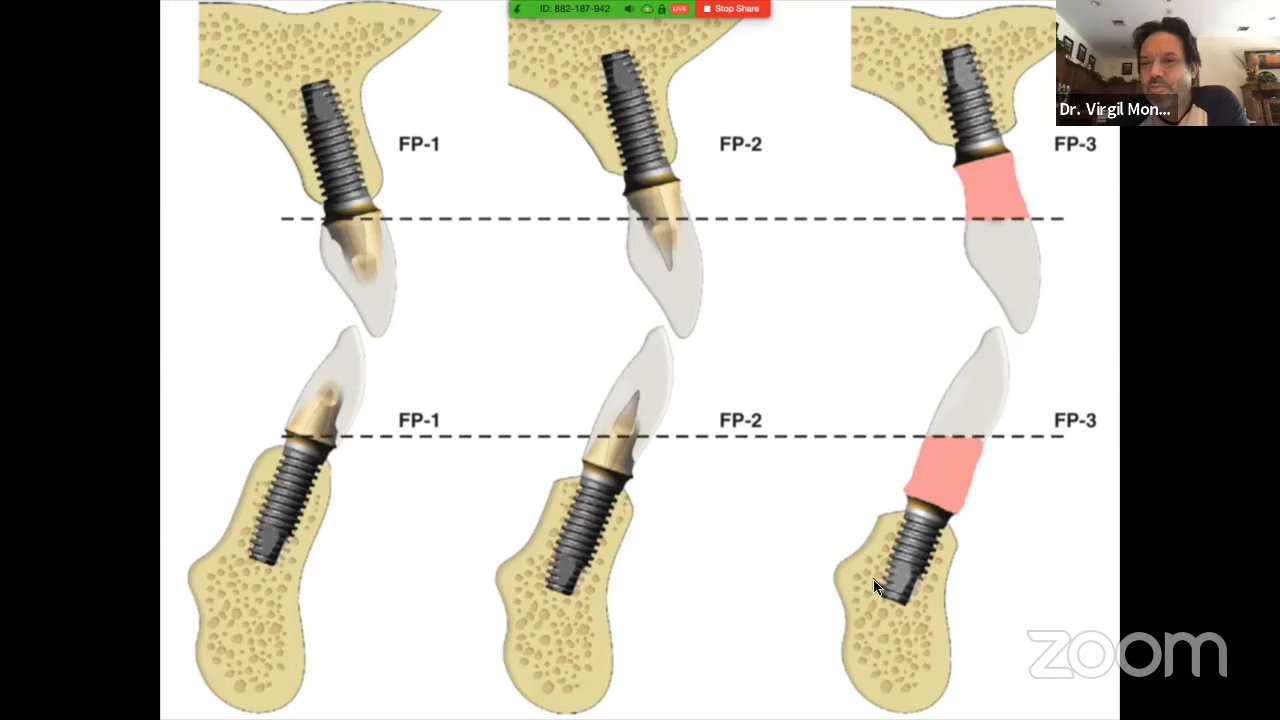 ID: 882-187-942
LIVE
Stop Share
Dr. Virgil Mon...
FP-1
FP-2
FP-3
FP-1
FP-2
FP-3
zoom